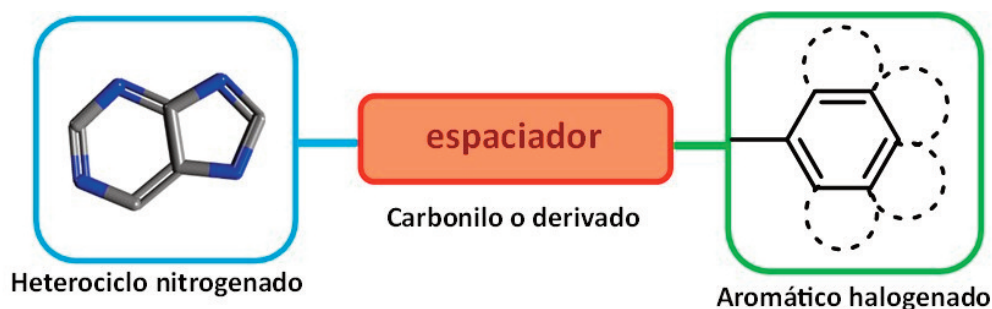 espaciador
Carbonilo o derivado
Heterociclo nitrogenado
Aromático halogenado